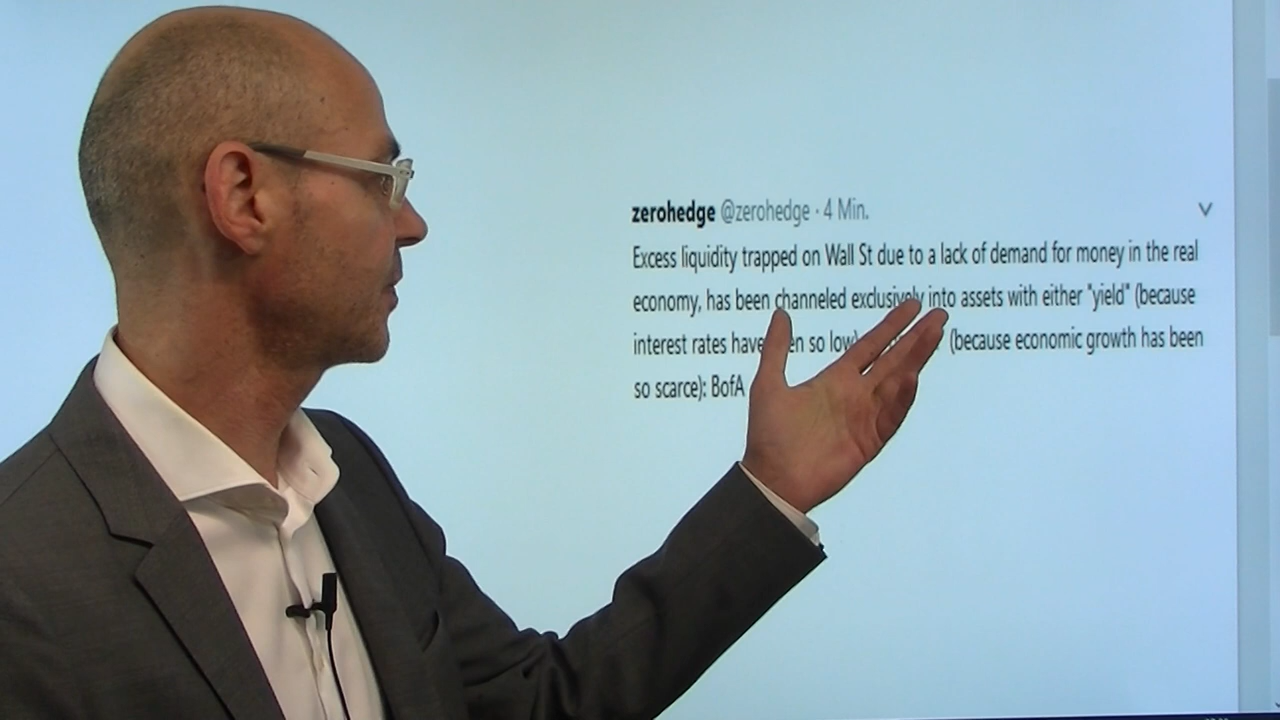 zerohedge @zerohedge · 4 Min.
Excess liquidity trapped on Wall St due to a lack of demand for money in the real
economy, has been channeled exclusively into assets with either "yield" (because
interest rates have so low) (because economic growth has been
so scarce): BofA